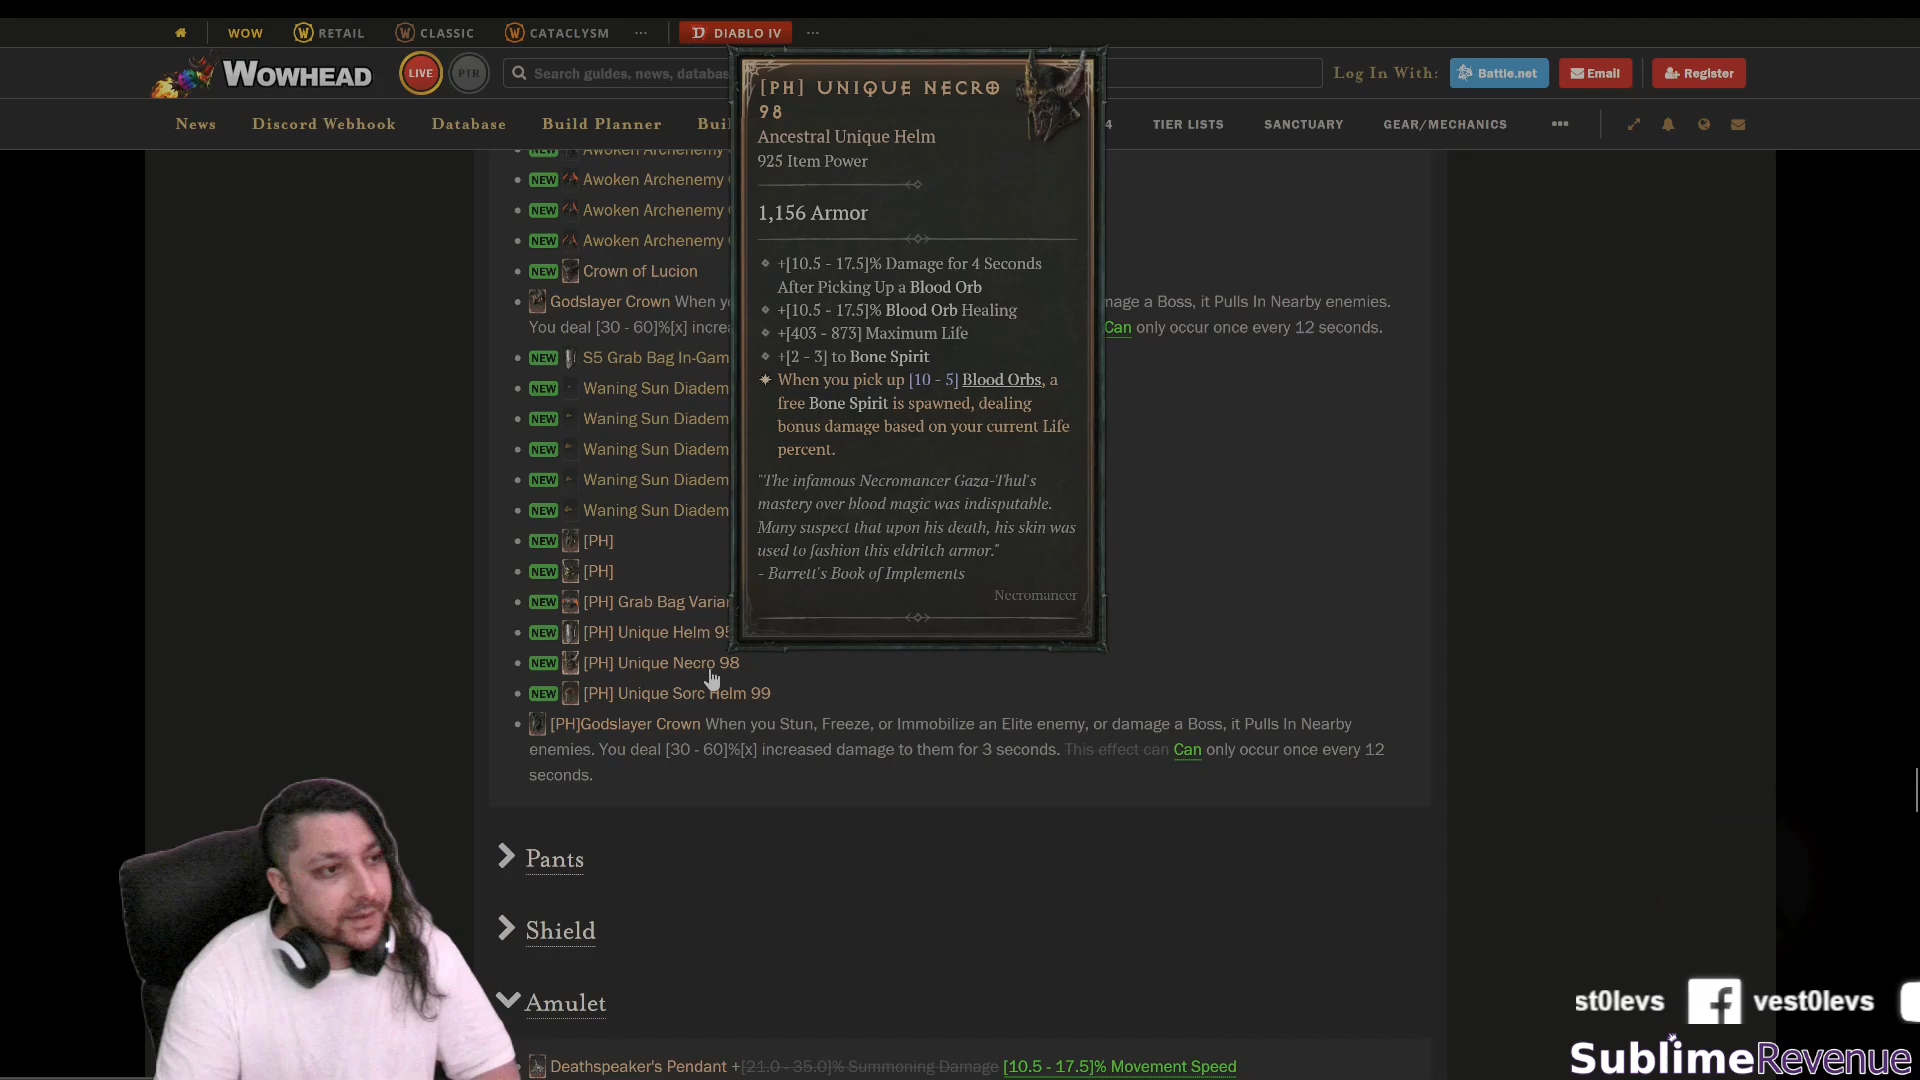 WOW
RETAIL
CLASSIC
CATACLYSM
DIABLO IV
WOWHEAD
LIVE
PTR
Search guides, news, databas
Log In With:
Battle.net
Email
Register
News
Discord Webhook
Database
Build Planner
Buil
4
TIER LISTS
SANCTUARY
GEAR/MECHANICS
[PH] UNIQUE NECRO
98
Ancestral Unique Helm
925 Item Power
1,156 Armor
+[10.5 - 17.5]% Damage for 4 Seconds
After Picking Up a Blood Orb
+[10.5 - 17.5]% Blood Orb Healing
+[403 - 873] Maximum Life
+[2 - 3] to Bone Spirit
When you pick up [10 - 5] Blood Orbs, a
free Bone Spirit is spawned, dealing
bonus damage based on your current Life
percent.
"The infamous Necromancer Gaza-Thul's
mastery over blood magic was indisputable.
Many suspect that upon his death, his skin was
used to fashion this eldritch armor."
- Barrett's Book of Implements
Necromancer
NEW Awoken Archenemy
NEW Awoken Archenemy
NEW Awoken Archenemy
NEW Awoken Archenemy
NEW Crown of Lucion
Godslayer Crown When y mage a Boss, it Pulls In Nearby enemies.
You deal [30 - 60]%[x] increa Can only occur once every 12 seconds.
NEW S5 Grab Bag In-Gam
NEW Waning Sun Diadem
NEW Waning Sun Diadem
NEW Waning Sun Diadem
NEW Waning Sun Diadem
NEW Waning Sun Diadem
NEW [PH]
NEW [PH]
NEW [PH] Grab Bag Varian
NEW [PH] Unique Helm 95
NEW [PH] Unique Necro 98
NEW [PH] Unique Sorc Helm 99
[PH]Godslayer Crown When you Stun, Freeze, or Immobilize an Elite enemy, or damage a Boss, it Pulls In Nearby
enemies. You deal [30 - 60]%[x] increased damage to them for 3 seconds. This effect can Can only occur once every 12
seconds.
Pants
Shield
Amulet
Deathspeaker's Pendant +[21.0 - 35.0]% Summoning Damage [10.5 - 17.5]% Movement Speed
st0levs
vest0levs
SublimeRevenue